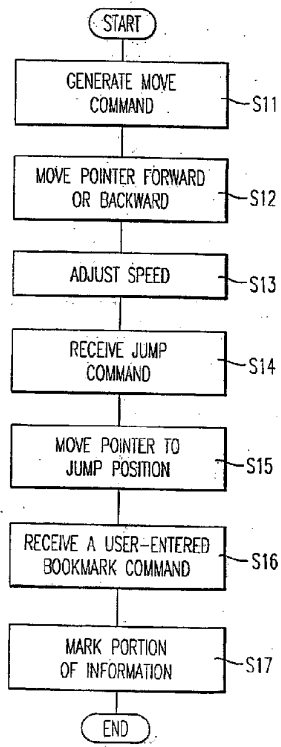 START
GENERATE MOVE
COMMAND
S11
MOVE POINTER FORWARD
OR BACKWARD
S12
ADJUST SPEED
S13
RECEIVE JUMP
COMMAND
S14
MOVE POINTER TO
JUMP POSITION
S15
RECEIVE A USER-ENTERED
BOOKMARK COMMAND
S16
MARK PORTION
OF INFORMATION
S17
END